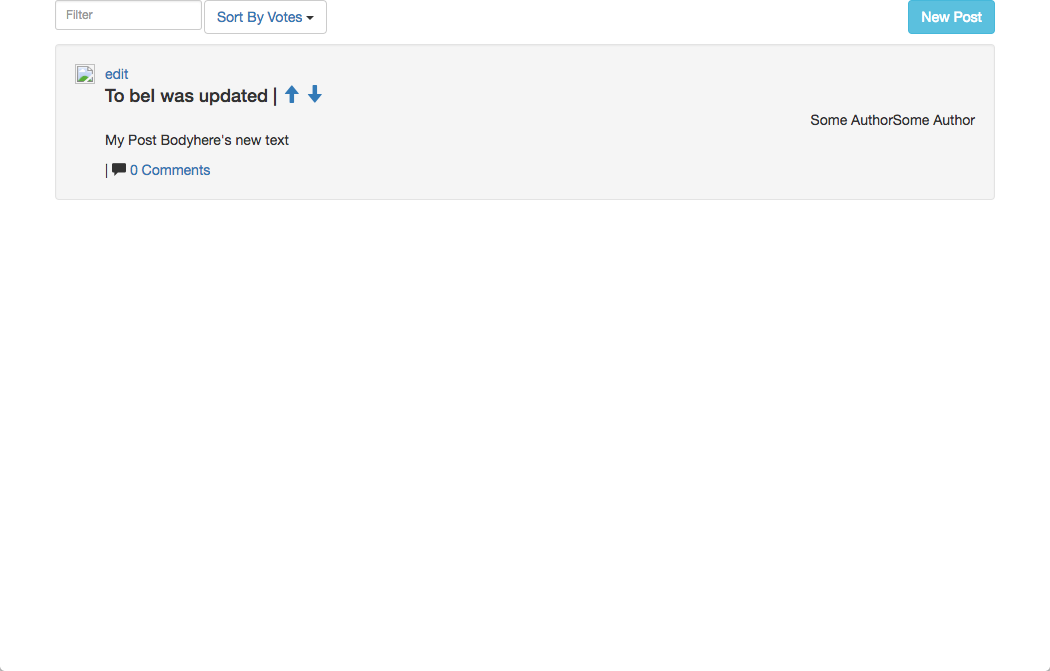 Filter Sort By Votes New Post
edit
To bel was updated |
Some AuthorSome Author
My Post Bodyhere's new text
| 0 Comments